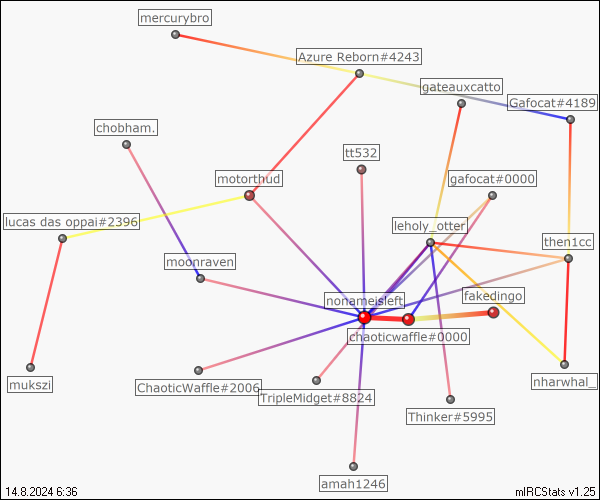 mercurybro
Azure Reborn#4243
gateauxcatto
Gafocat#4189
chobham.
tt532
motorthud
gafocat#0000
lucas das oppai#2396
leholy_otter
then1cc
moonraven
nonameisleft
fakedingo
chaoticwaffle#0000
mukszi
ChaoticWaffle#2006
TripleMidget#8824
nharwhal_
Thinker#5995
amah1246
14.8.2024 6:36
mIRCStats v1.25